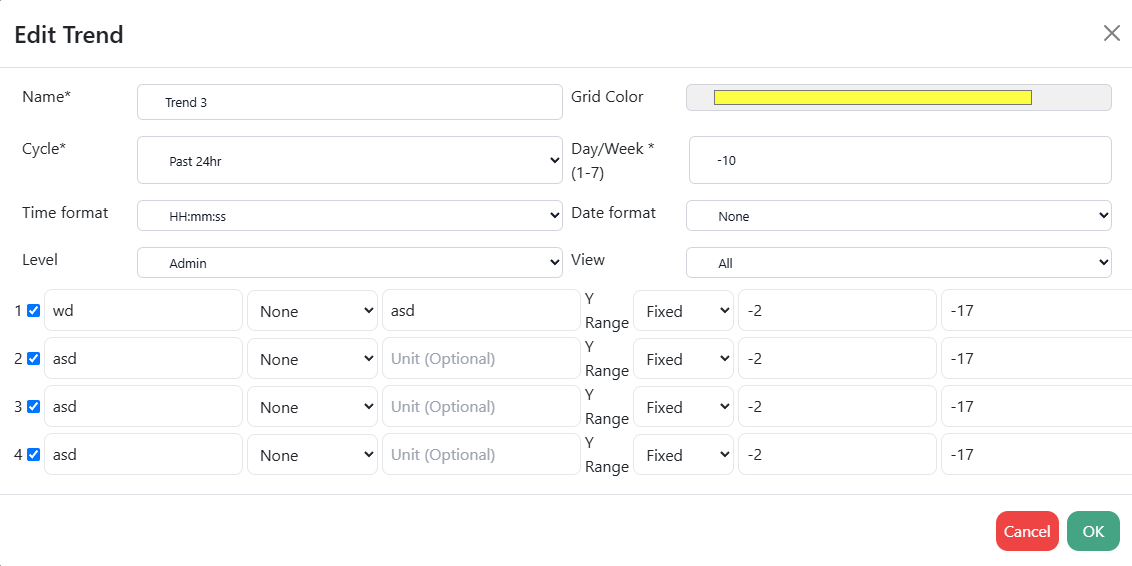 Edit Trend
Name* Trend 3 Grid Color
Cycle* Past 24hr Day/Week * -10
(1-7)
Time format HH:mm:ss Date format None
Level Admin View All
1 wd None asd Y Range Fixed -2 -17
2 asd None Unit (Optional) Y Range Fixed -2 -17
3 asd None Unit (Optional) Y Range Fixed -2 -17
4 asd None Unit (Optional) Y Range Fixed -2 -17
Cancel OK